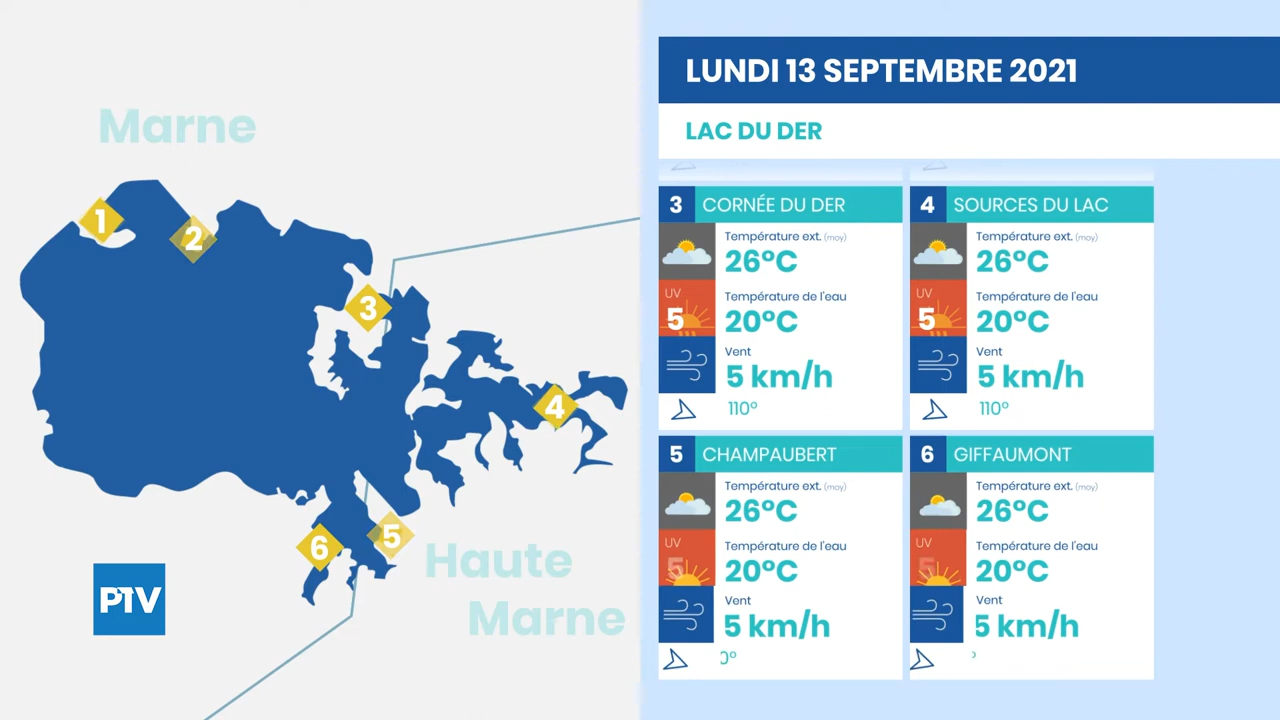 Marne
1
2
3
4
5
6
Haute
Marne
PTV
LUNDI 13 SEPTEMBRE 2021
LAC DU DER
3 CORNÉE DU DER
Température ext. (moy)
26°C
UV
5
Température de l'eau
20°C
Vent
5 km/h
110°
4 SOURCES DU LAC
Température ext. (moy)
26°C
UV
5
Température de l'eau
20°C
Vent
5 km/h
110°
5 CHAMPAUBERT
Température ext. (moy)
26°C
UV
5
Température de l'eau
20°C
Vent
5 km/h
0°
6 GIFFAUMONT
Température ext. (moy)
26°C
UV
5
Température de l'eau
20°C
Vent
5 km/h
°